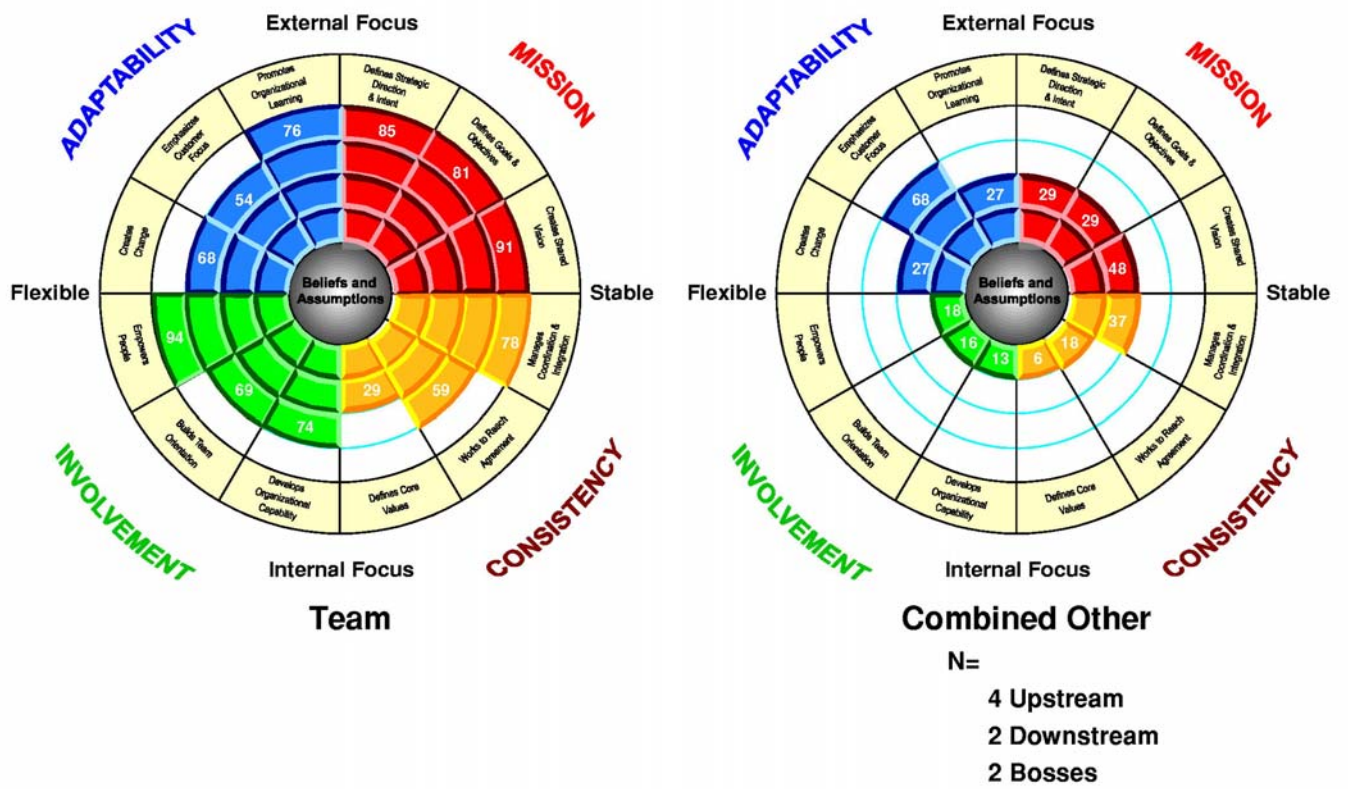 External Focus
ADAPTABILITY
MISSION
Promotes
Organizational
Learning
Defines Strategic
Direction
& Intent
Emphasizes
Customer
Focus
Defines Goals &
Objectives
Creates
Change
Creates Shared
Vision
76
85
54
81
68
91
Flexible
Beliefs and
Assumptions
Stable
94
78
69
59
74
29
Empowers
People
Manages
Coordination &
Integration
Builds Team
Orientation
Works to Reach
Agreement
Develops
Organizational
Capability
Defines Core
Values
INVOLVEMENT
CONSISTENCY
Internal Focus
Team
External Focus
ADAPTABILITY
MISSION
Promotes
Organizational
Learning
Defines Strategic
Direction
& Intent
Emphasizes
Customer
Focus
Defines Goals &
Objectives
Creates
Change
Creates Shared
Vision
68
27
29
29
27
48
Flexible
Beliefs and
Assumptions
Stable
18
37
16
18
13
6
Empowers
People
Manages
Coordination &
Integration
Builds Team
Orientation
Works to Reach
Agreement
Develops
Organizational
Capability
Defines Core
Values
INVOLVEMENT
CONSISTENCY
Internal Focus
Combined Other
N=
4 Upstream
2 Downstream
2 Bosses